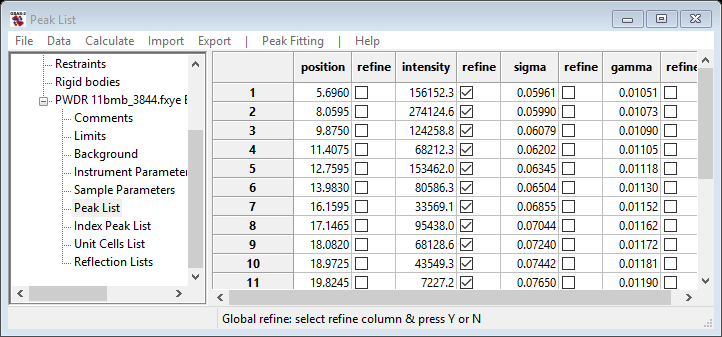 Peak List
File Data Calculate Import Export | Peak Fitting | Help
Restraints
Rigid bodies
PWDR 11bmb_3844.fxye
Comments
Limits
Background
Instrument Parameter
Sample Parameters
Peak List
Index Peak List
Unit Cells List
Reflection Lists
position refine intensity refine sigma refine gamma refine
1 5.6960 156152.3 0.05961 0.01051
2 8.0595 274124.6 0.05990 0.01073
3 9.8750 124258.8 0.06079 0.01090
4 11.4075 68212.3 0.06202 0.01105
5 12.7595 153462.0 0.06345 0.01118
6 13.9830 80586.3 0.06504 0.01130
7 16.1595 33569.1 0.06855 0.01152
8 17.1465 95438.0 0.07044 0.01162
9 18.0820 68128.6 0.07240 0.01172
10 18.9725 43549.3 0.07442 0.01181
11 19.8245 7227.2 0.07650 0.01190
Global refine: select refine column & press Y or N